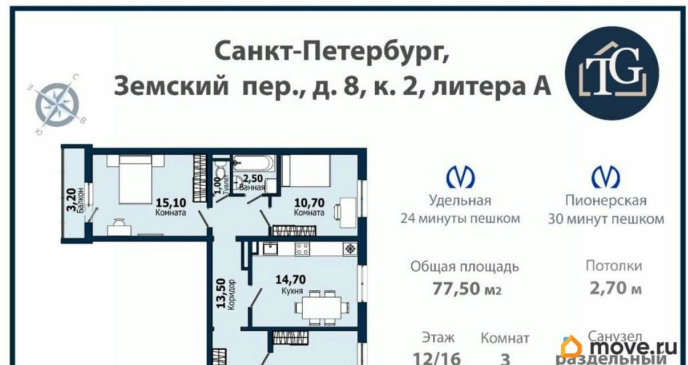 Санкт-Петербург,
Земский пер., д. 8, к. 2, литера А
TG
3,20
Балкон
15,10
Комната
1,00
Туалет
2,50
Ванная
10,70
Комната
13,50
Коридор
14,70
Кухня
Удельная
24 минуты пешком
Пионерская
30 минут пешком
Общая площадь
77,50 м2
Потолки
2,70 м
Этаж
12/16
Комнат
3
Санузел
раздельный
move.ru